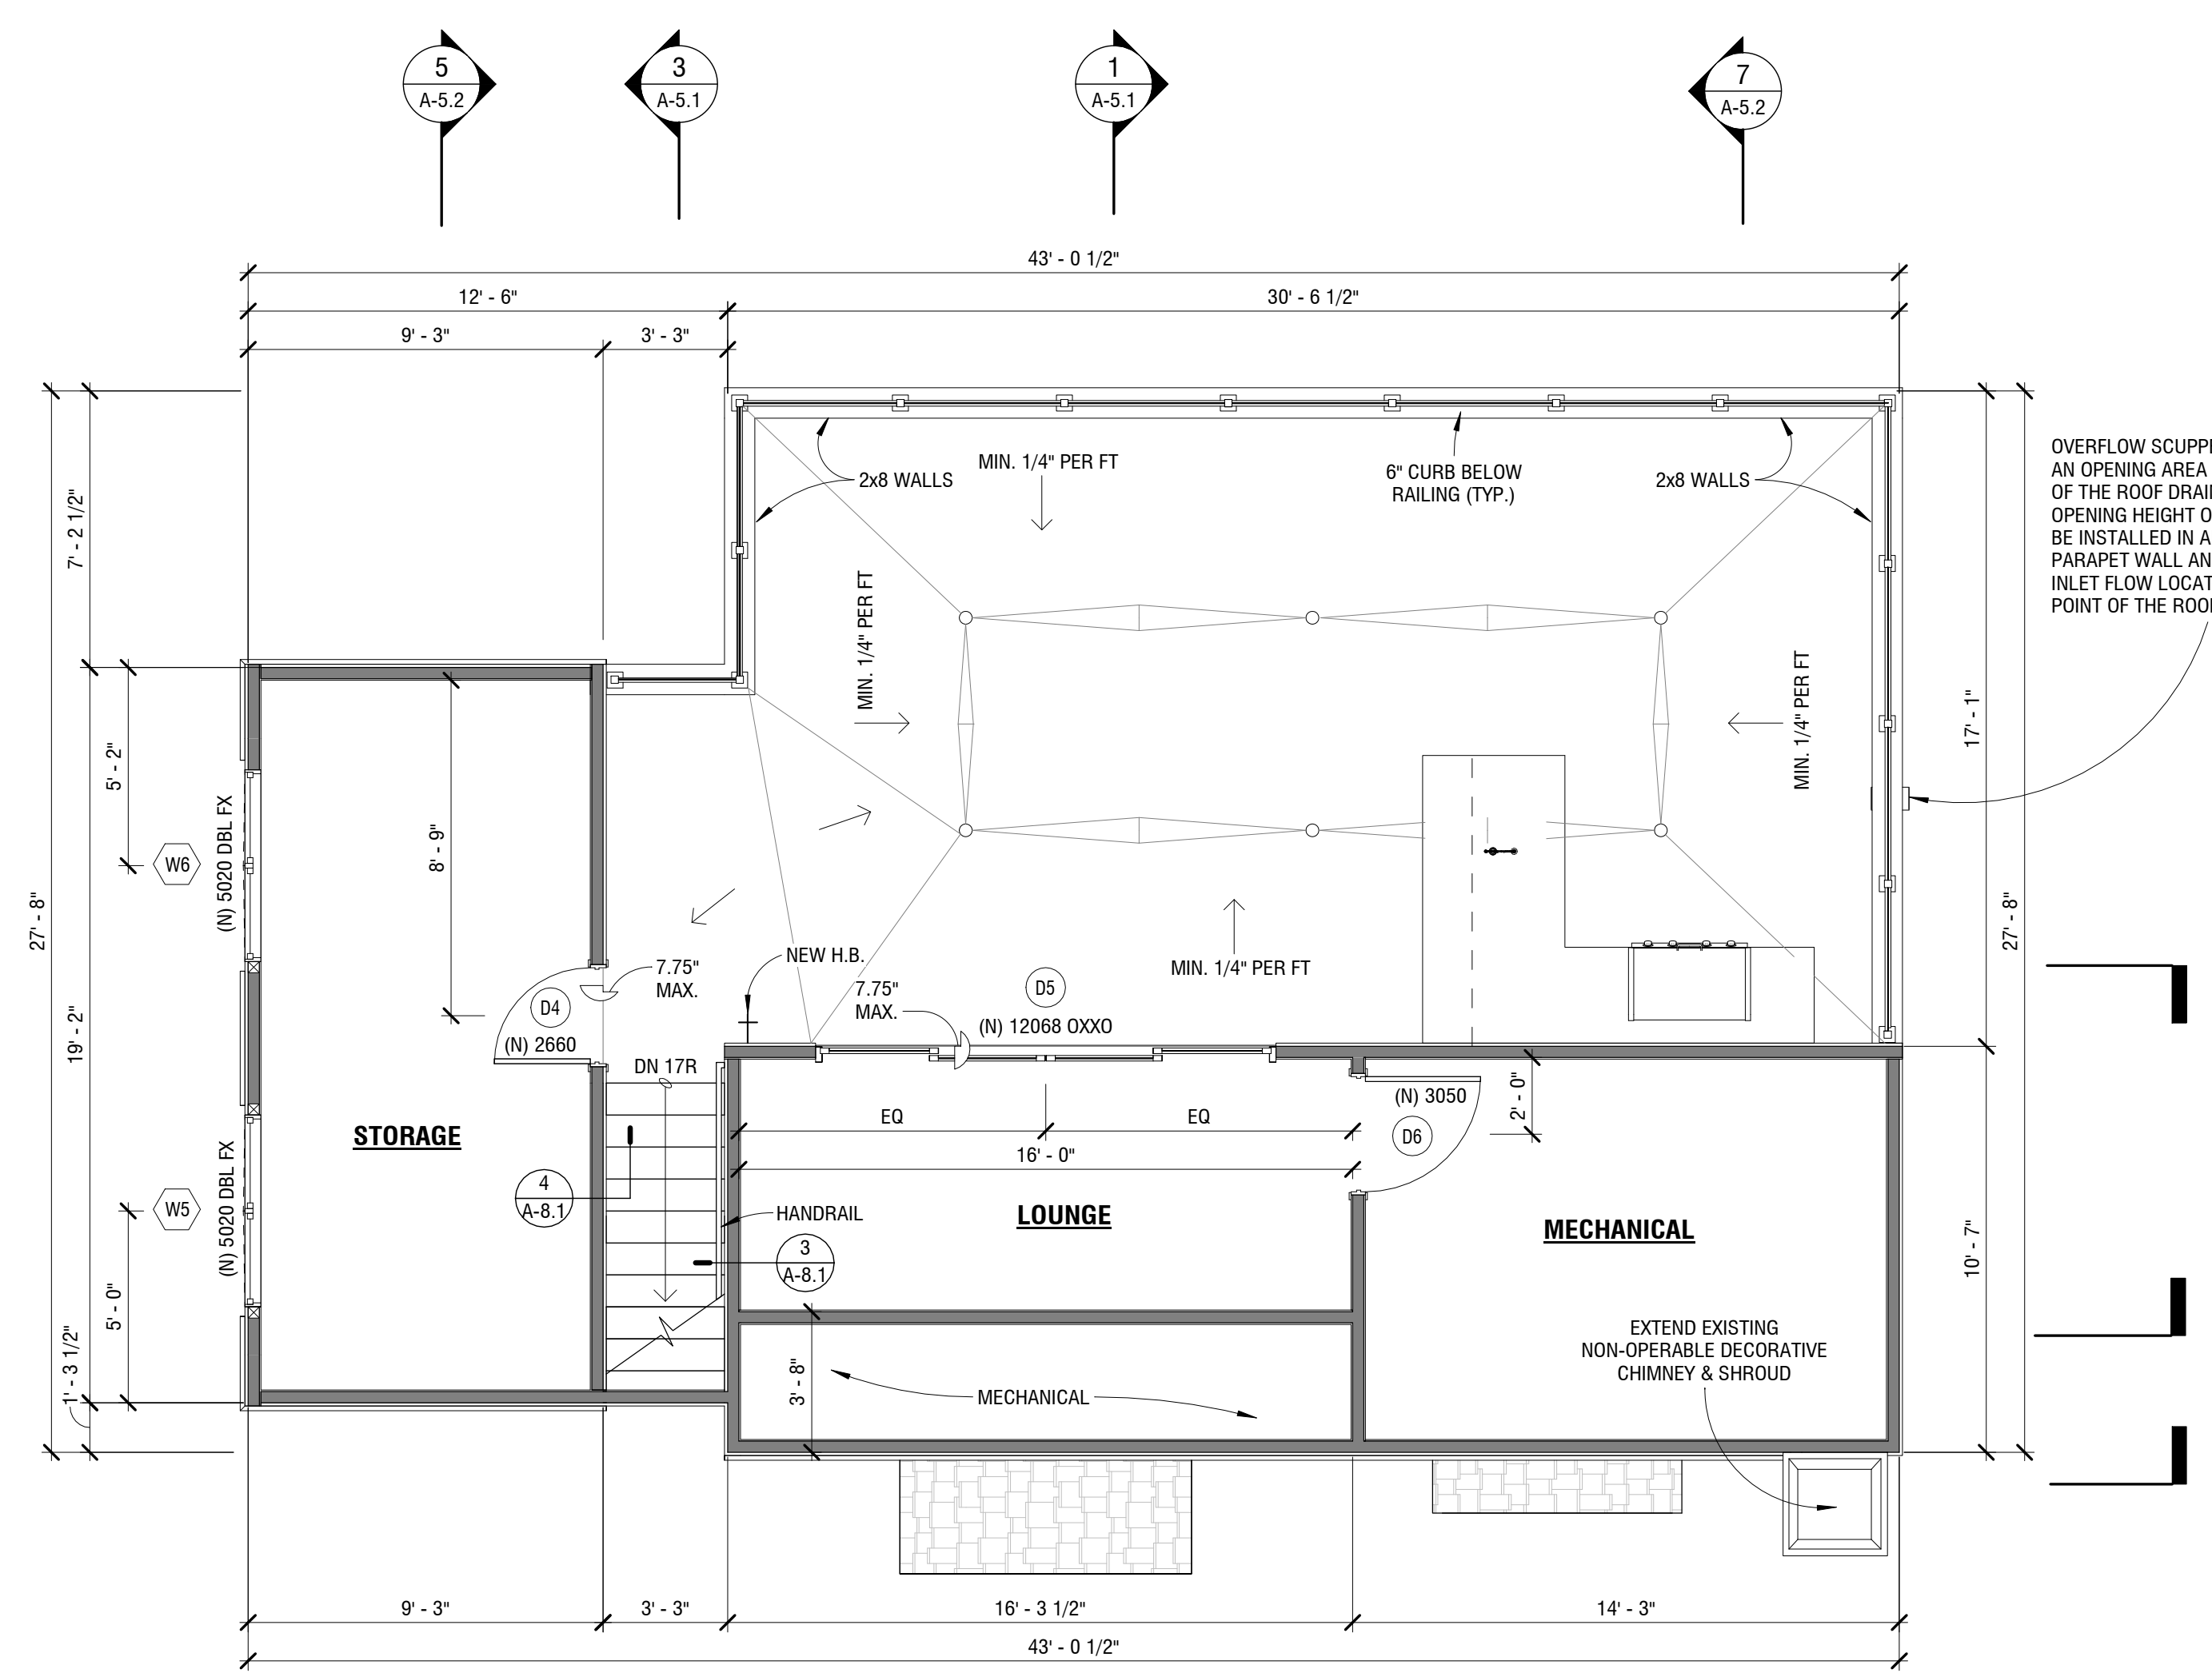 5
A-5.2
3
A-5.1
1
A-5.1
7
A-5.2
43' - 0 1/2"
12' - 6"
30' - 6 1/2"
9' - 3"
3' - 3"
2x8 WALLS
MIN. 1/4" PER FT
6" CURB BELOW
RAILING (TYP.)
2x8 WALLS
OVERFLOW
AN OPENING AREA
OF THE ROOF
OPENING HEIGHT
BE INSTALLED IN A
PARAPET WALL
INLET FLOW
POINT OF THE
7' - 2 1/2"
MIN. 1/4" PER FT
MIN. 1/4" PER FT
17' - 1"
5' - 2"
W6
(N) 5020 DBL FX
8' - 9"
27' - 8"
27' - 8"
NEW H.B.
7.75"
MAX.
7.75"
MAX.
D5
(N) 12068 OXXO
MIN. 1/4" PER FT
D4
(N) 2660
19' - 2"
DN 17R
STORAGE
EQ
EQ
16' - 0"
(N) 3050
D6
2' - 0"
4
A-8.1
W5
(N) 5020 DBL FX
HANDRAIL
3
A-8.1
LOUNGE
MECHANICAL
10' - 7"
5' - 0"
1' - 3 1/2"
3' - 8"
MECHANICAL
EXTEND EXISTING
NON-OPERABLE DECORATIVE
CHIMNEY & SHROUD
9' - 3"
3' - 3"
16' - 3 1/2"
14' - 3"
43' - 0 1/2"